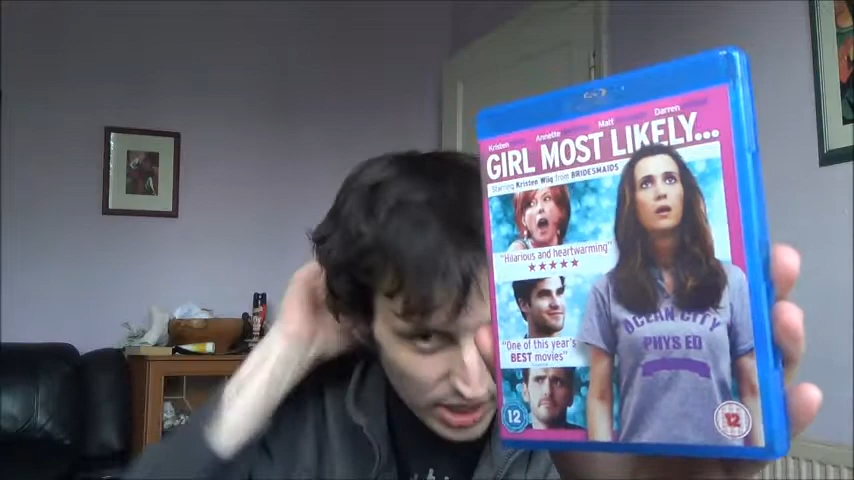 Kristen Annette Matt Darren
GIRL MOST LIKELY...
Starring Kristen Wiig from BRIDESMAIDS
"Hilarious and heartwarming"
"One of this year's
BEST movies"
OCEAN CITY
PHYS ED
12
12